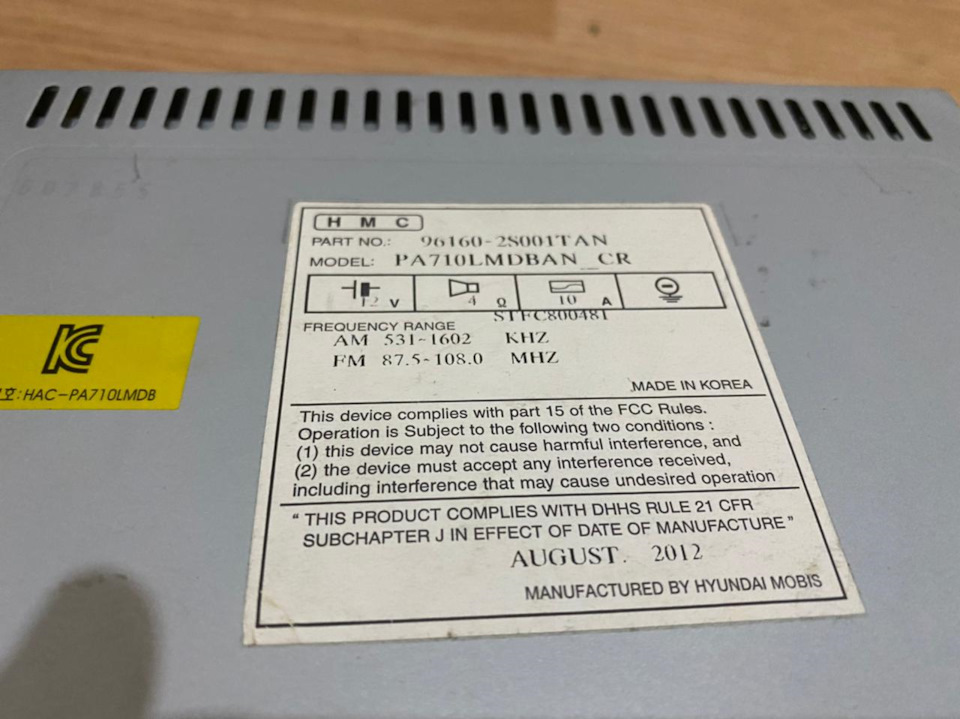 HMC
PART NO.: 96160-2S001TAN
MODEL: PA710LMDBAN_CR
12 V
4 Ω
10 A
STFC800481
FREQUENCY RANGE
AM 531~1602 KHZ
FM 87.5~108.0 MHZ
MADE IN KOREA
This device complies with part 15 of the FCC Rules.
Operation is Subject to the following two conditions :
(1) this device may not cause harmful interference, and
(2) the device must accept any interference received,
including interference that may cause undesired operation
“ THIS PRODUCT COMPLIES WITH DHHS RULE 21 CFR
SUBCHAPTER J IN EFFECT OF DATE OF MANUFACTURE ”
AUGUST. 2012
MANUFACTURED BY HYUNDAI MOBIS
KC
호: HAC-PA710LMDB